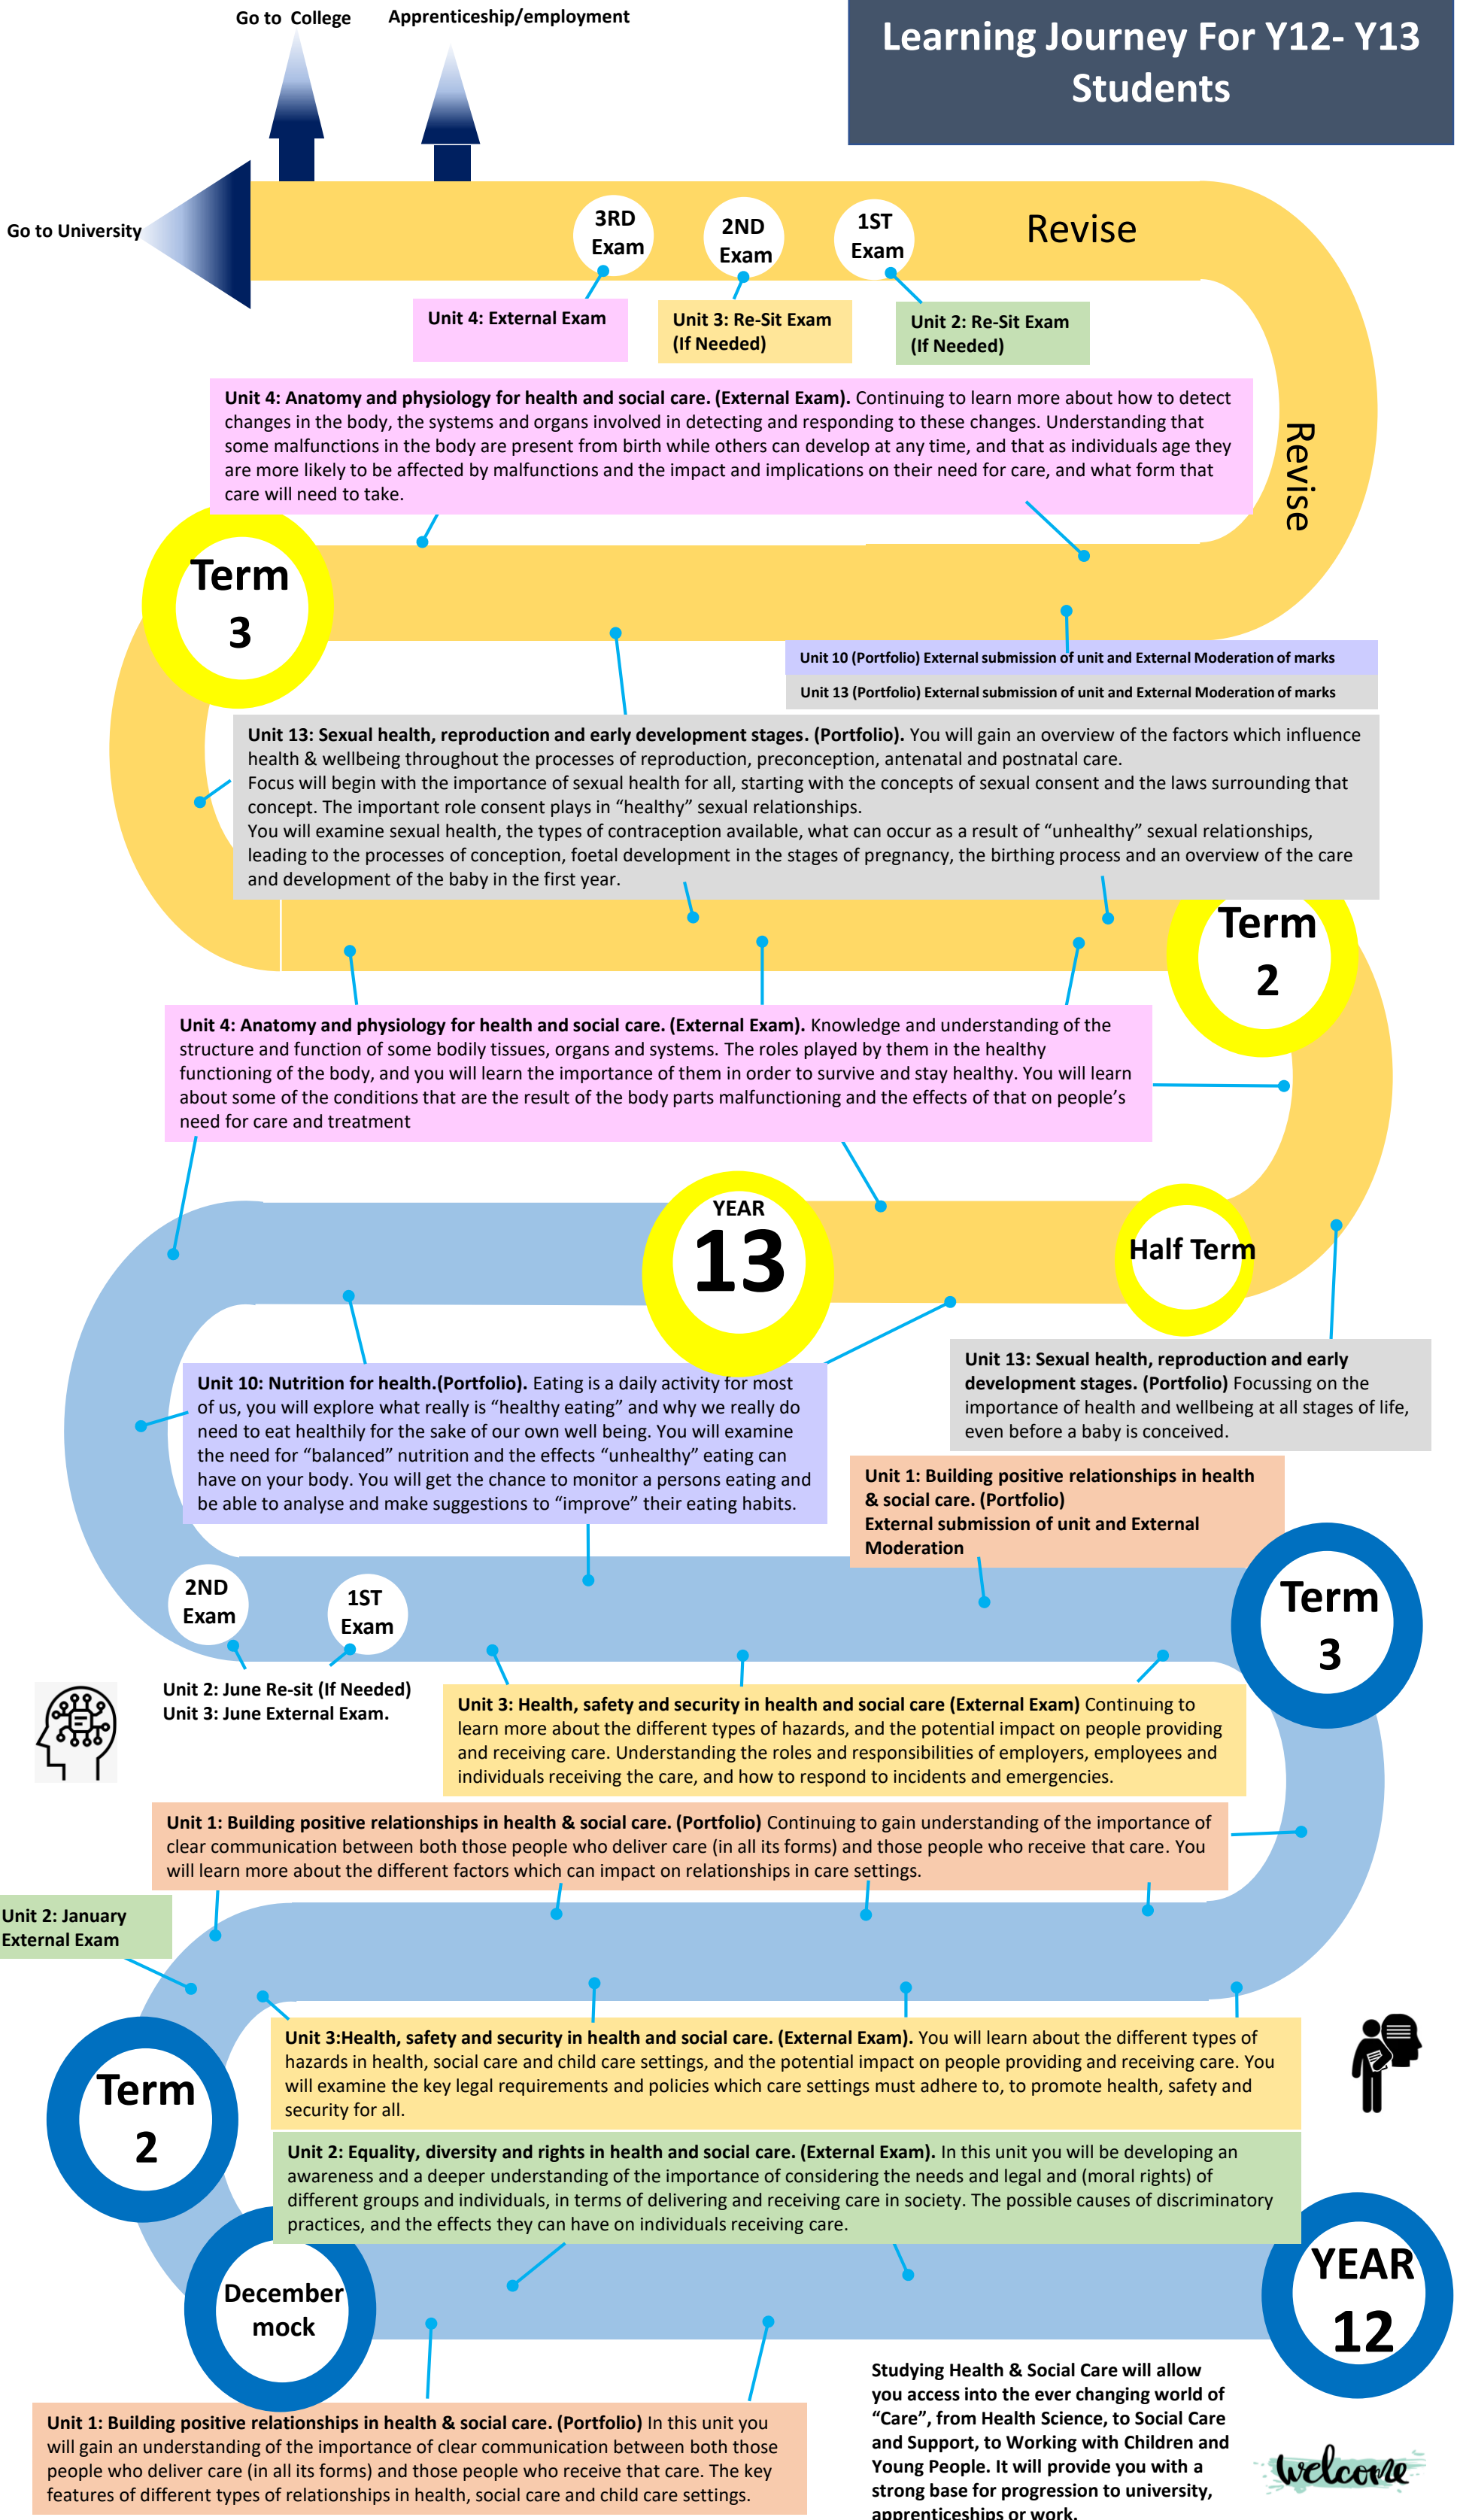 Go to College
Apprenticeship/employment
Learning Journey For Y12- Y13
Students
Go to University
3RD
Exam
2ND
Exam
1ST
Exam
Revise
Unit 4: External Exam
Unit 3: Re-Sit Exam
(If Needed)
Unit 2: Re-Sit Exam
(If Needed)
Unit 4: Anatomy and physiology for health and social care. (External Exam). Continuing to learn more about how to detect
changes in the body, the systems and organs involved in detecting and responding to these changes. Understanding that
some malfunctions in the body are present from birth while others can develop at any time, and that as individuals age they
are more likely to be affected by malfunctions and the impact and implications on their need for care, and what form that
care will need to take.
Revise
Term
3
Unit 10 (Portfolio) External submission of unit and External Moderation of marks
Unit 13 (Portfolio) External submission of unit and External Moderation of marks
Unit 13: Sexual health, reproduction and early development stages. (Portfolio). You will gain an overview of the factors which influence
health & wellbeing throughout the processes of reproduction, preconception, antenatal and postnatal care.
Focus will begin with the importance of sexual health for all, starting with the concepts of sexual consent and the laws surrounding that
concept. The important role consent plays in “healthy” sexual relationships.
You will examine sexual health, the types of contraception available, what can occur as a result of “unhealthy” sexual relationships,
leading to the processes of conception, foetal development in the stages of pregnancy, the birthing process and an overview of the care
and development of the baby in the first year.
Term
2
Unit 4: Anatomy and physiology for health and social care. (External Exam). Knowledge and understanding of the
structure and function of some bodily tissues, organs and systems. The roles played by them in the healthy
functioning of the body, and you will learn the importance of them in order to survive and stay healthy. You will learn
about some of the conditions that are the result of the body parts malfunctioning and the effects of that on people’s
need for care and treatment
YEAR
13
Half Term
Unit 13: Sexual health, reproduction and early
development stages. (Portfolio) Focussing on the
importance of health and wellbeing at all stages of life,
even before a baby is conceived.
Unit 10: Nutrition for health.(Portfolio). Eating is a daily activity for most
of us, you will explore what really is “healthy eating” and why we really do
need to eat healthily for the sake of our own well being. You will examine
the need for “balanced” nutrition and the effects “unhealthy” eating can
have on your body. You will get the chance to monitor a persons eating and
be able to analyse and make suggestions to “improve” their eating habits.
Unit 1: Building positive relationships in health
& social care. (Portfolio)
External submission of unit and External
Moderation
Term
3
2ND
Exam
1ST
Exam
Unit 2: June Re-sit (If Needed)
Unit 3: June External Exam.
Unit 3: Health, safety and security in health and social care (External Exam) Continuing to
learn more about the different types of hazards, and the potential impact on people providing
and receiving care. Understanding the roles and responsibilities of employers, employees and
individuals receiving the care, and how to respond to incidents and emergencies.
Unit 1: Building positive relationships in health & social care. (Portfolio) Continuing to gain understanding of the importance of
clear communication between both those people who deliver care (in all its forms) and those people who receive that care. You
will learn more about the different factors which can impact on relationships in care settings.
Unit 2: January
External Exam
Unit 3:Health, safety and security in health and social care. (External Exam). You will learn about the different types of
hazards in health, social care and child care settings, and the potential impact on people providing and receiving care. You
will examine the key legal requirements and policies which care settings must adhere to, to promote health, safety and
security for all.
Term
2
Unit 2: Equality, diversity and rights in health and social care. (External Exam). In this unit you will be developing an
awareness and a deeper understanding of the importance of considering the needs and legal and (moral rights) of
different groups and individuals, in terms of delivering and receiving care in society. The possible causes of discriminatory
practices, and the effects they can have on individuals receiving care.
December
mock
YEAR
12
Unit 1: Building positive relationships in health & social care. (Portfolio) In this unit you
will gain an understanding of the importance of clear communication between both those
people who deliver care (in all its forms) and those people who receive that care. The key
features of different types of relationships in health, social care and child care settings.
Studying Health & Social Care will allow
you access into the ever changing world of
“Care”, from Health Science, to Social Care
and Support, to Working with Children and
Young People. It will provide you with a
strong base for progression to university,
apprenticeships or work.
welcome